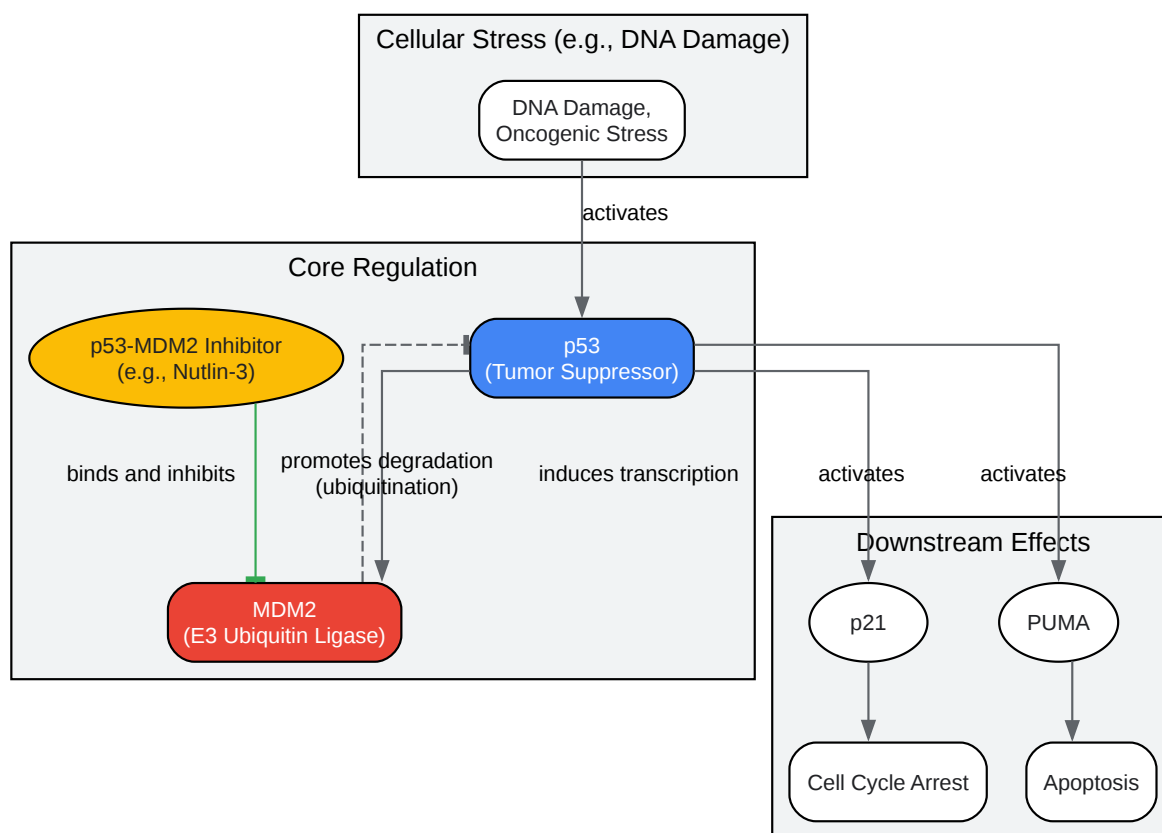 Cellular Stress (e.g., DNA Damage)
DNA Damage,
Oncogenic Stress
activates
Core Regulation
p53-MDM2 Inhibitor
(e.g., Nutlin-3)
p53
(Tumor Suppressor)
binds and inhibits
promotes degradation
(ubiquitination)
induces transcription
activates
activates
Downstream Effects
MDM2
(E3 Ubiquitin Ligase)
p21
PUMA
Cell Cycle Arrest
Apoptosis